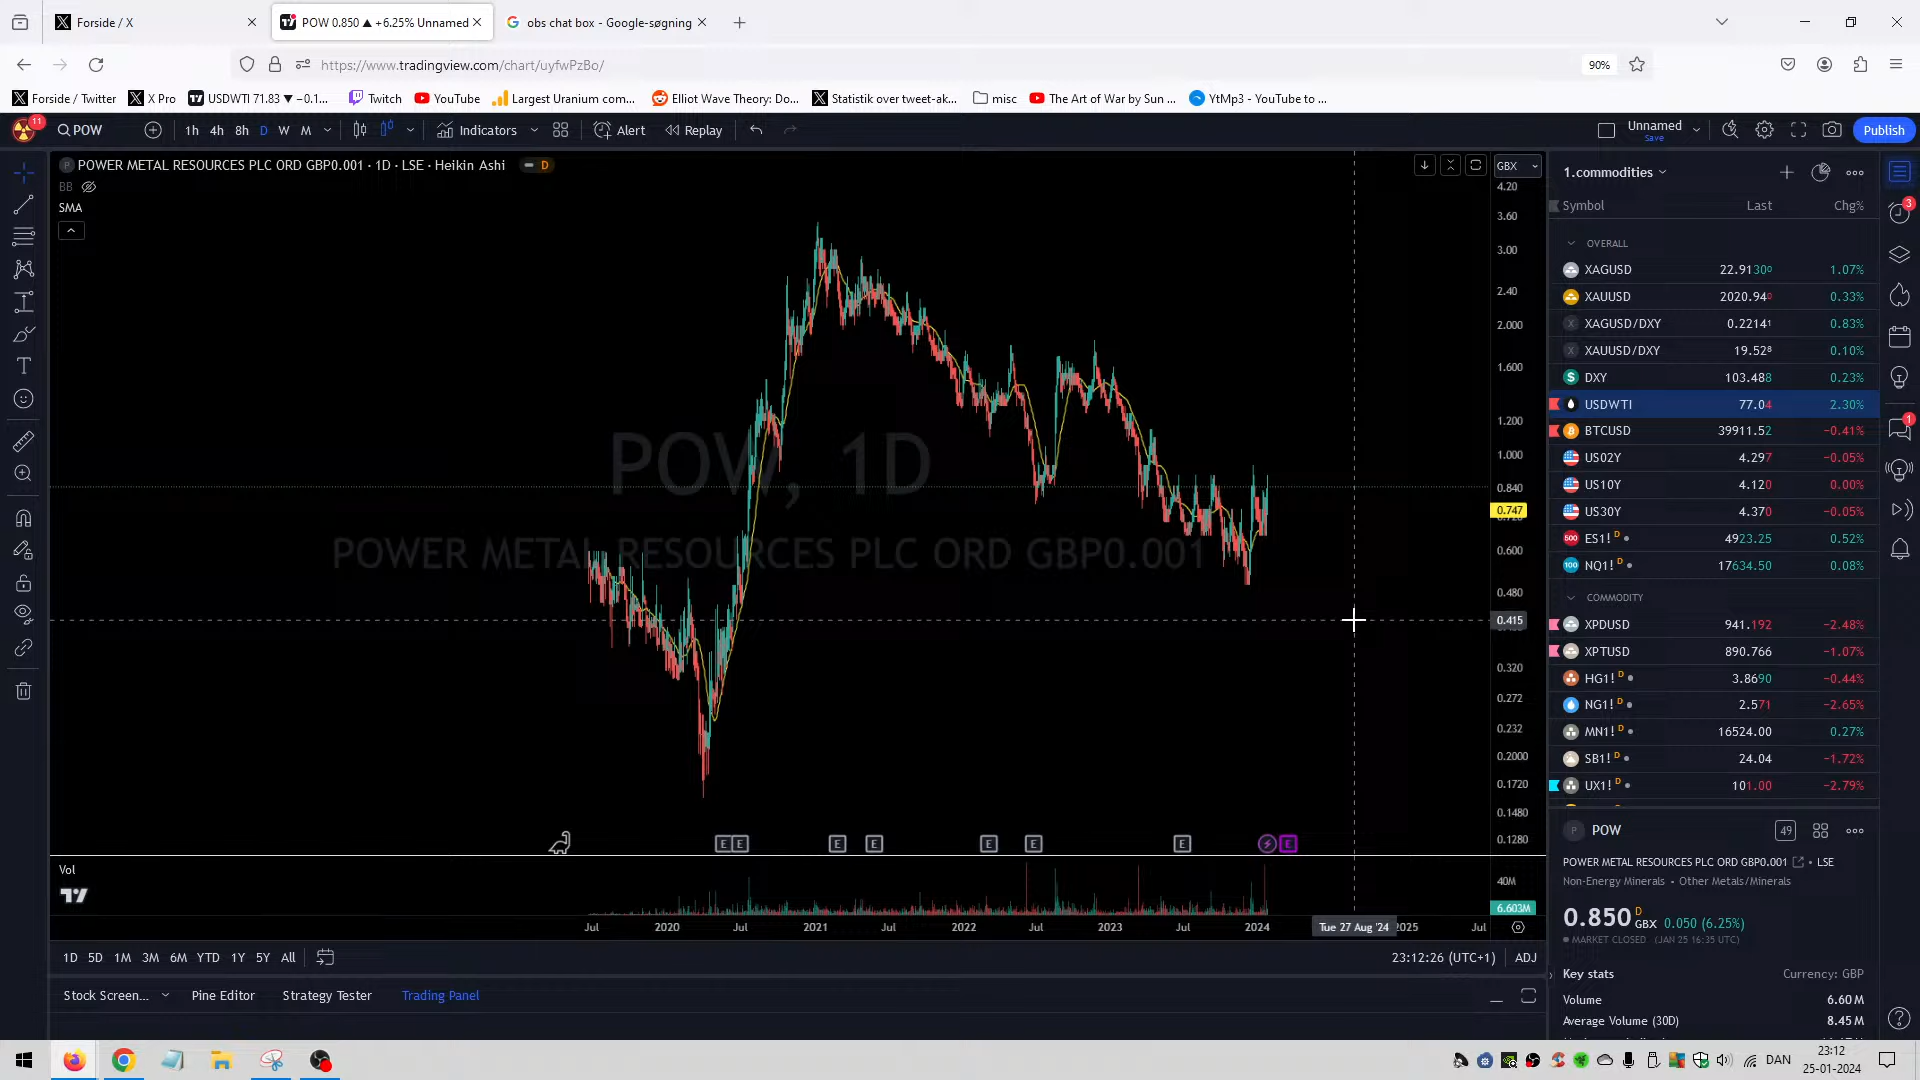 Forside / X
POW 0.850 ▲ +6.25% Unnamed
obs chat box - Google-søgning
https://www.tradingview.com/chart/uyfwPzBo/
90%
Forside / Twitter
X Pro
USDWTI 71.83 ▼ −0.1...
Twitch
YouTube
Largest Uranium com...
Elliot Wave Theory: Do...
Statistik over tweet-ak...
misc
The Art of War by Sun ...
YtMp3 - YouTube to ...
11
POW
1h 4h 8h D W M
Indicators
Alert
Replay
Unnamed
Save
Publish
POWER METAL RESOURCES PLC ORD GBP0.001 · 1D · LSE · Heikin Ashi
D
BB
SMA
GBX
POW, 1D
POWER METAL RESOURCES PLC ORD GBP0.001
4.20
3.60
3.00
2.40
2.000
1.600
1.200
1.000
0.840
0.747
0.600
0.480
0.415
0.320
0.272
0.232
0.2000
0.1720
0.1480
0.1280
E E E E E E E E
Vol
40M
6.603M
Jul 2020 Jul 2021 Jul 2022 Jul 2023 Jul 2024 Tue 27 Aug '24 2025 Jul
1D 5D 1M 3M 6M YTD 1Y 5Y All
23:12:26 (UTC+1) ADJ
Stock Screen... Pine Editor Strategy Tester Trading Panel
1.commodities
Symbol Last Chg%
OVERALL
XAGUSD 22.9130⁰ 1.07%
XAUUSD 2020.94⁰ 0.33%
XAGUSD/DXY 0.2214¹ 0.83%
XAUUSD/DXY 19.52⁸ 0.10%
DXY 103.488 0.23%
USDWTI 77.04 2.30%
BTCUSD 39911.52 −0.41%
US02Y 4.297 −0.05%
US10Y 4.120 0.00%
US30Y 4.370 −0.05%
500 ES1! D 4923.25 0.52%
100 NQ1! D 17634.50 0.08%
COMMODITY
XPDUSD 941.192 −2.48%
XPTUSD 890.766 −1.07%
HG1! D 3.8690 −0.44%
NG1! D 2.571 −2.65%
MN1! D 16524.00 0.27%
SB1! D 24.04 −1.72%
UX1! D 101.00 −2.79%
P POW
49
POWER METAL RESOURCES PLC ORD GBP0.001 • LSE
Non-Energy Minerals • Other Metals/Minerals
0.850 D GBX 0.050 (6.25%)
MARKET CLOSED (JAN 25 16:35 UTC)
Key stats Currency: GBP
Volume 6.60 M
Average Volume (30D) 8.45 M
3
1
DAN
23:12
25-01-2024